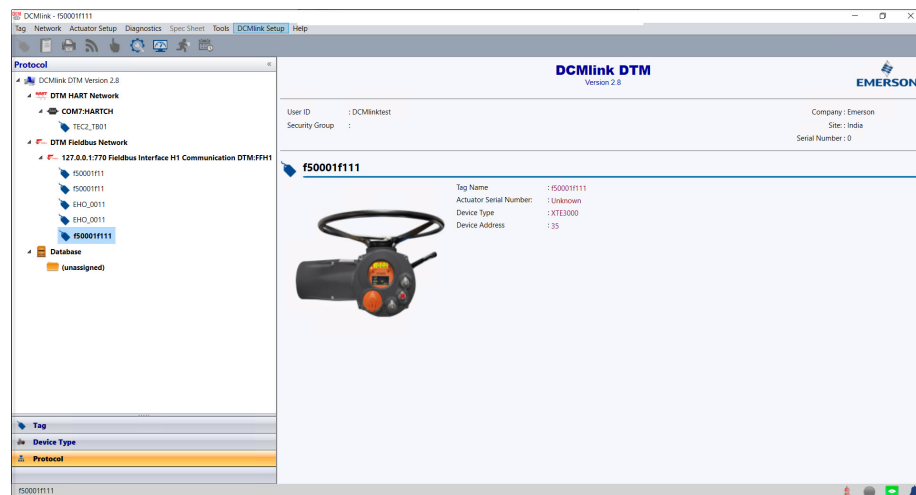 DCMlink - f50001f111
Tag Network Actuator Setup Diagnostics Spec Sheet Tools DCMlink Setup Help
Protocol
DCMlink DTM Version 2.8
DTM HART Network
COM7:HARTCH
TEC2_TB01
DTM Fieldbus Network
127.0.0.1:770 Fieldbus Interface H1 Communication DTM:FFH1
f50001f11
f50001f11
EHO_0011
EHO_0011
f50001f111
Database
(unassigned)
Tag
Device Type
Protocol
f50001f111
DCMlink DTM
Version 2.8
EMERSON
User ID : DCMlinktest
Security Group :
Company : Emerson
Site: : India
Serial Number : 0
f50001f111
Tag Name : f50001f111
Actuator Serial Number: : Unknown
Device Type : XTE3000
Device Address : 35